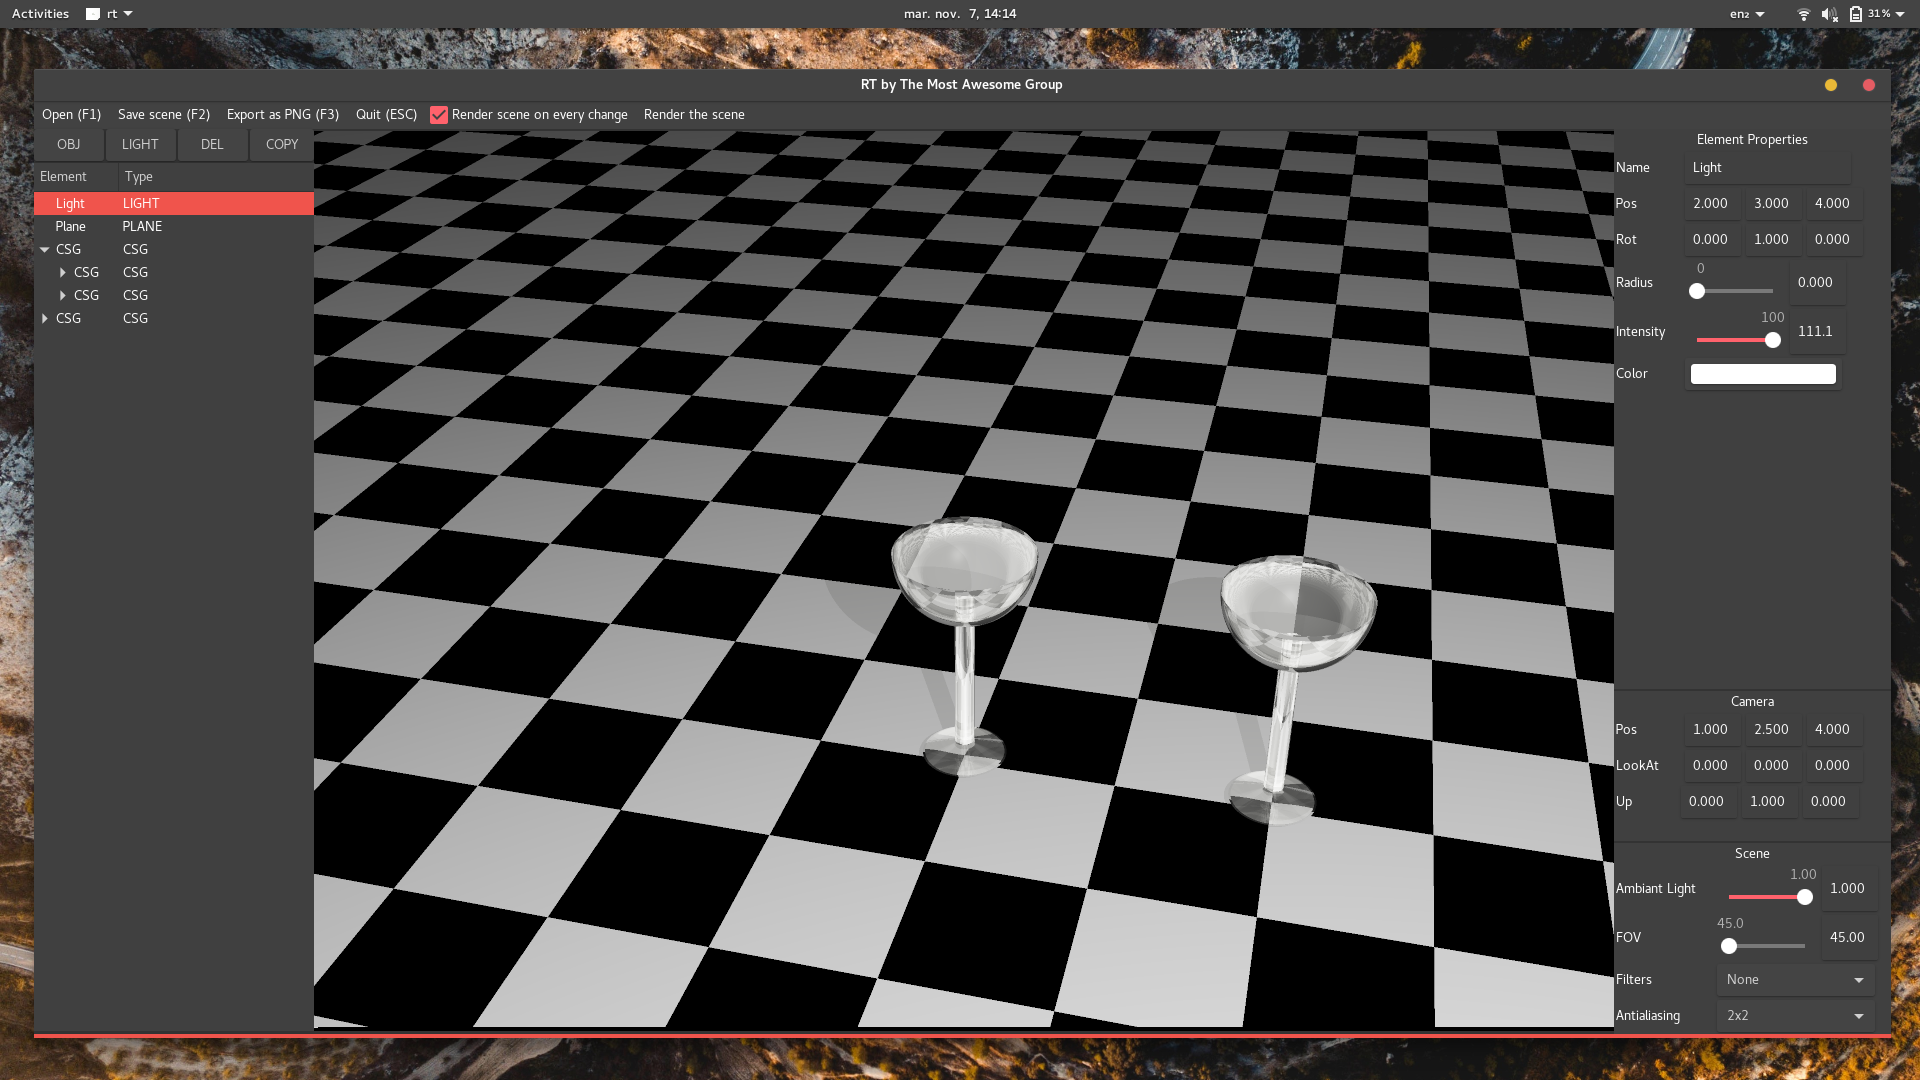 Activities rt mar. nov. 7, 14:14 en₂ 31%
RT by The Most Awesome Group
Open (F1) Save scene (F2) Export as PNG (F3) Quit (ESC) Render scene on every change Render the scene
OBJ LIGHT DEL COPY
Element Type
Light LIGHT
Plane PLANE
CSG CSG
CSG CSG
CSG CSG
CSG CSG
Element Properties
Name Light
Pos 2.000 3.000 4.000
Rot 0.000 1.000 0.000
0
Radius 0.000
100
Intensity 111.1
Color
Camera
Pos 1.000 2.500 4.000
LookAt 0.000 0.000 0.000
Up 0.000 1.000 0.000
Scene
1.00
Ambiant Light 1.000
45.0
FOV 45.00
Filters None
Antialiasing 2x2